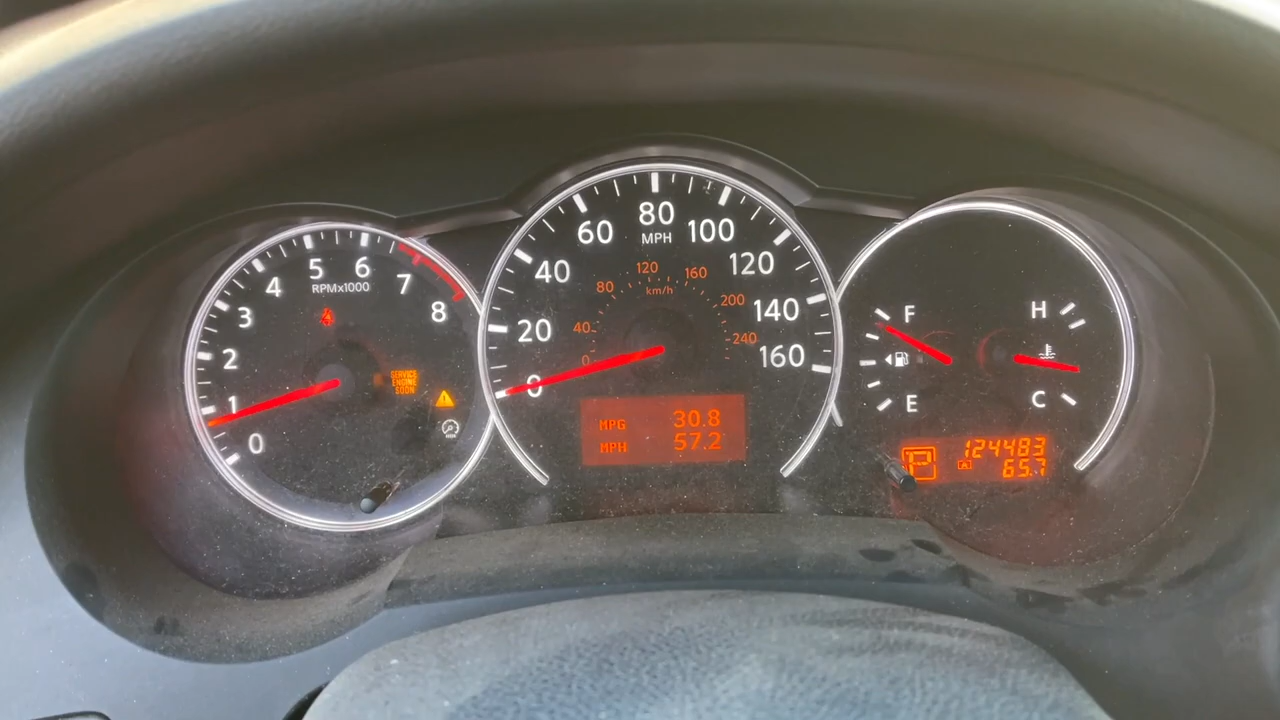 0
1
2
3
4
5
6
7
8
RPMx1000
SERVICE
ENGINE
SOON
0
20
40
60
80
100
120
140
160
MPH
0
40
80
120
160
200
240
km/h
MPG 30.8
MPH 57.2
F
E
H
C
P
124483
A 65.7